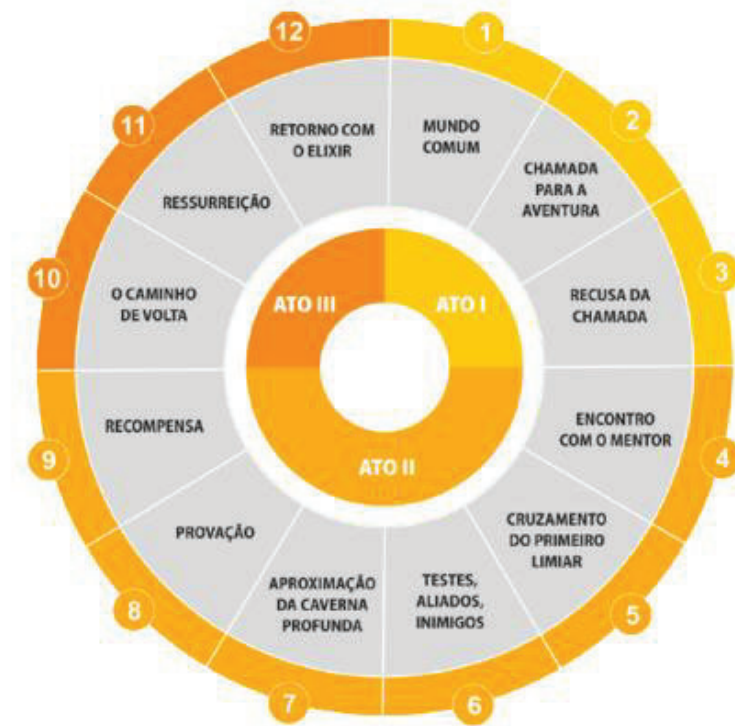 12
1
11
2
RETORNO COM
O ELIXIR
MUNDO
COMUM
CHAMADA
PARA A
AVENTURA
RESSURREIÇÃO
10
3
O CAMINHO
DE VOLTA
ATO III
ATO I
RECUSA DA
CHAMADA
RECOMPENSA
ENCONTRO
COM O MENTOR
9
4
ATO II
PROVAÇÃO
CRUZAMENTO
DO PRIMEIRO
LIMIAR
APROXIMAÇÃO
DA CAVERNA
PROFUNDA
TESTES,
ALIADOS,
INIMIGOS
8
5
7
6